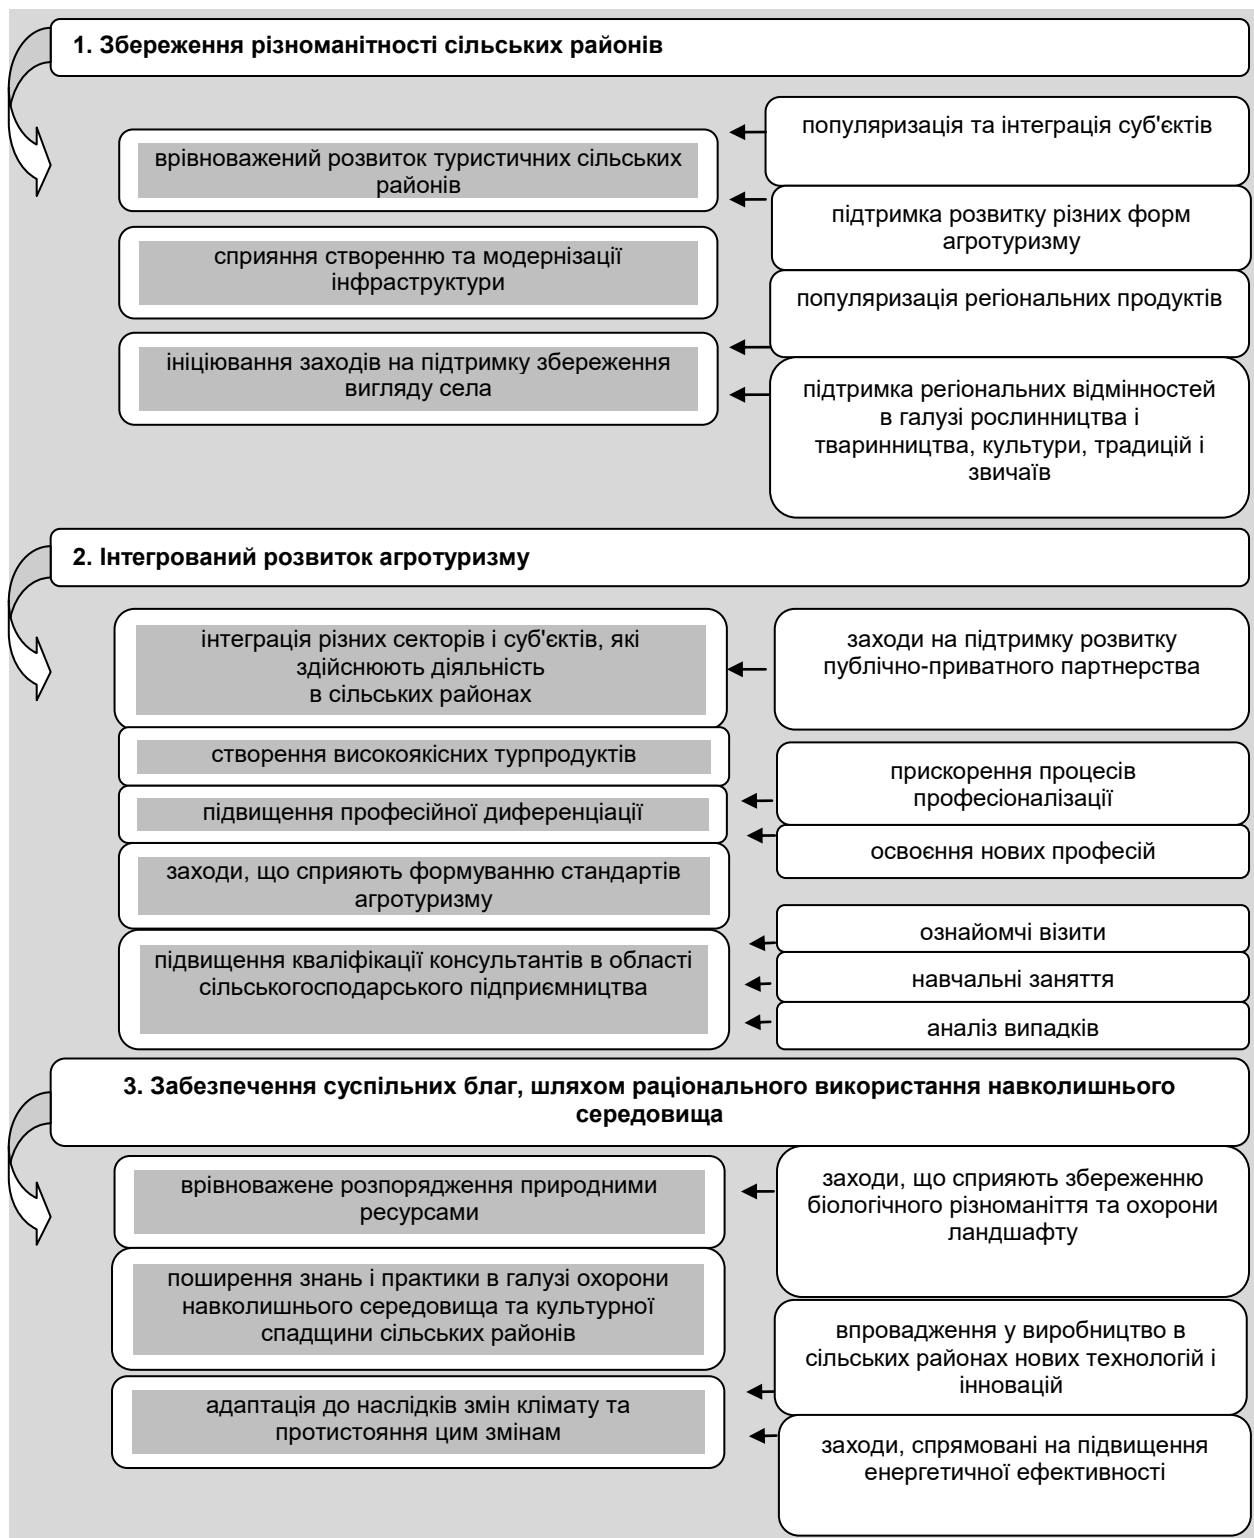 1. Збереження різноманітності сільських районів
врівноважений розвиток туристичних сільських
районів
популяризація та інтеграція суб'єктів
підтримка розвитку різних форм
агротуризму
сприяння створенню та модернізації
інфраструктури
популяризація регіональних продуктів
ініціювання заходів на підтримку збереження
вигляду села
підтримка регіональних відмінностей
в галузі рослинництва і
тваринництва, культури, традицій і
звичаїв
2. Інтегрований розвиток агротуризму
інтеграція різних секторів і суб'єктів, які
здійснюють діяльність
в сільських районах
заходи на підтримку розвитку
публічно-приватного партнерства
створення високоякісних турпродуктів
підвищення професійної диференціації
прискорення процесів
професіоналізації
освоєння нових професій
заходи, що сприяють формуванню стандартів
агротуризму
підвищення кваліфікації консультантів в області
сільськогосподарського підприємництва
ознайомчі візити
навчальні заняття
аналіз випадків
3. Забезпечення суспільних благ, шляхом раціонального використання навколишнього
середовища
врівноважене розпорядження природними
ресурсами
заходи, що сприяють збереженню
біологічного різноманіття та охорони
ландшафту
поширення знань і практики в галузі охорони
навколишнього середовища та культурної
спадщини сільських районів
впровадження у виробництво в
сільських районах нових технологій і
інновацій
адаптація до наслідків змін клімату та
протистояння цим змінам
заходи, спрямовані на підвищення
енергетичної ефективності